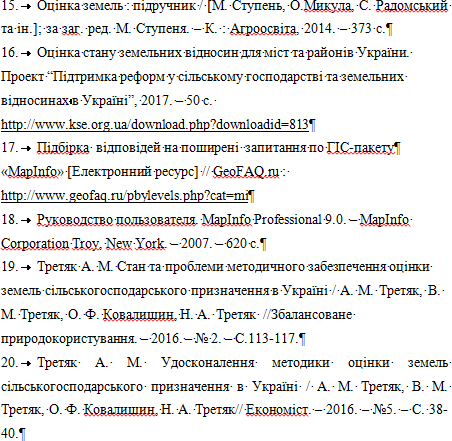 15.→ Оцінка·земель·:·підручник·/·[М.·Ступень,·О.Микула,·С.·Радомський·
та·ін.];·за·заг.·ред.·М.·Ступеня.·–·К.·:·Агроосвіта,·2014.·–·373·с.¶
16.→ Оцінка·стану·земельних·відносин·для·міст·та·районів·України.·
Проект·“Підтримка·реформ·у·сільському·господарстві·та·земельних·
відносинах·в·Україні”,·2017.·–·50·с.·
http://www.kse.org.ua/download.php?downloadid=813¶
17.→ Підбірка··відповідей·на·поширені·запитання·по·ГІС-пакету¶
«MapInfo»·[Електронний·ресурс]·//·GeoFAQ.ru·:·
http://www.geofaq.ru/pbylevels.php?cat=mi¶
18.→ Руководство·пользователя.·MapInfo·Professional·9.0.·–·MapInfo·
Corporation·Troy,·New·York.·–·2007.·–620·с.¶
19.→ Третяк·А.·М.·Стан·та·проблеми·методичного·забезпечення·оцінки·
земель·сільськогосподарського·призначення·в·Україні·/·А.·М.·Третяк,·В.·
М.·Третяк,·О.·Ф.·Ковалишин,·Н.·А.·Третяк·//Збалансоване·
природокористування.·–2016.·–·№·2.·–·С.113-117.¶
20.→ Третяк·А.·М.·Удосконалення·методики·оцінки·земель·
сільськогосподарського·призначення·в·Україні·/·А.·М.·Третяк,·В.·М.·
Третяк,·О.·Ф.·Ковалишин,·Н.·А.·Третяк//·Економіст.·–·2016.·–·№5.·–·С.·38-
40.¶